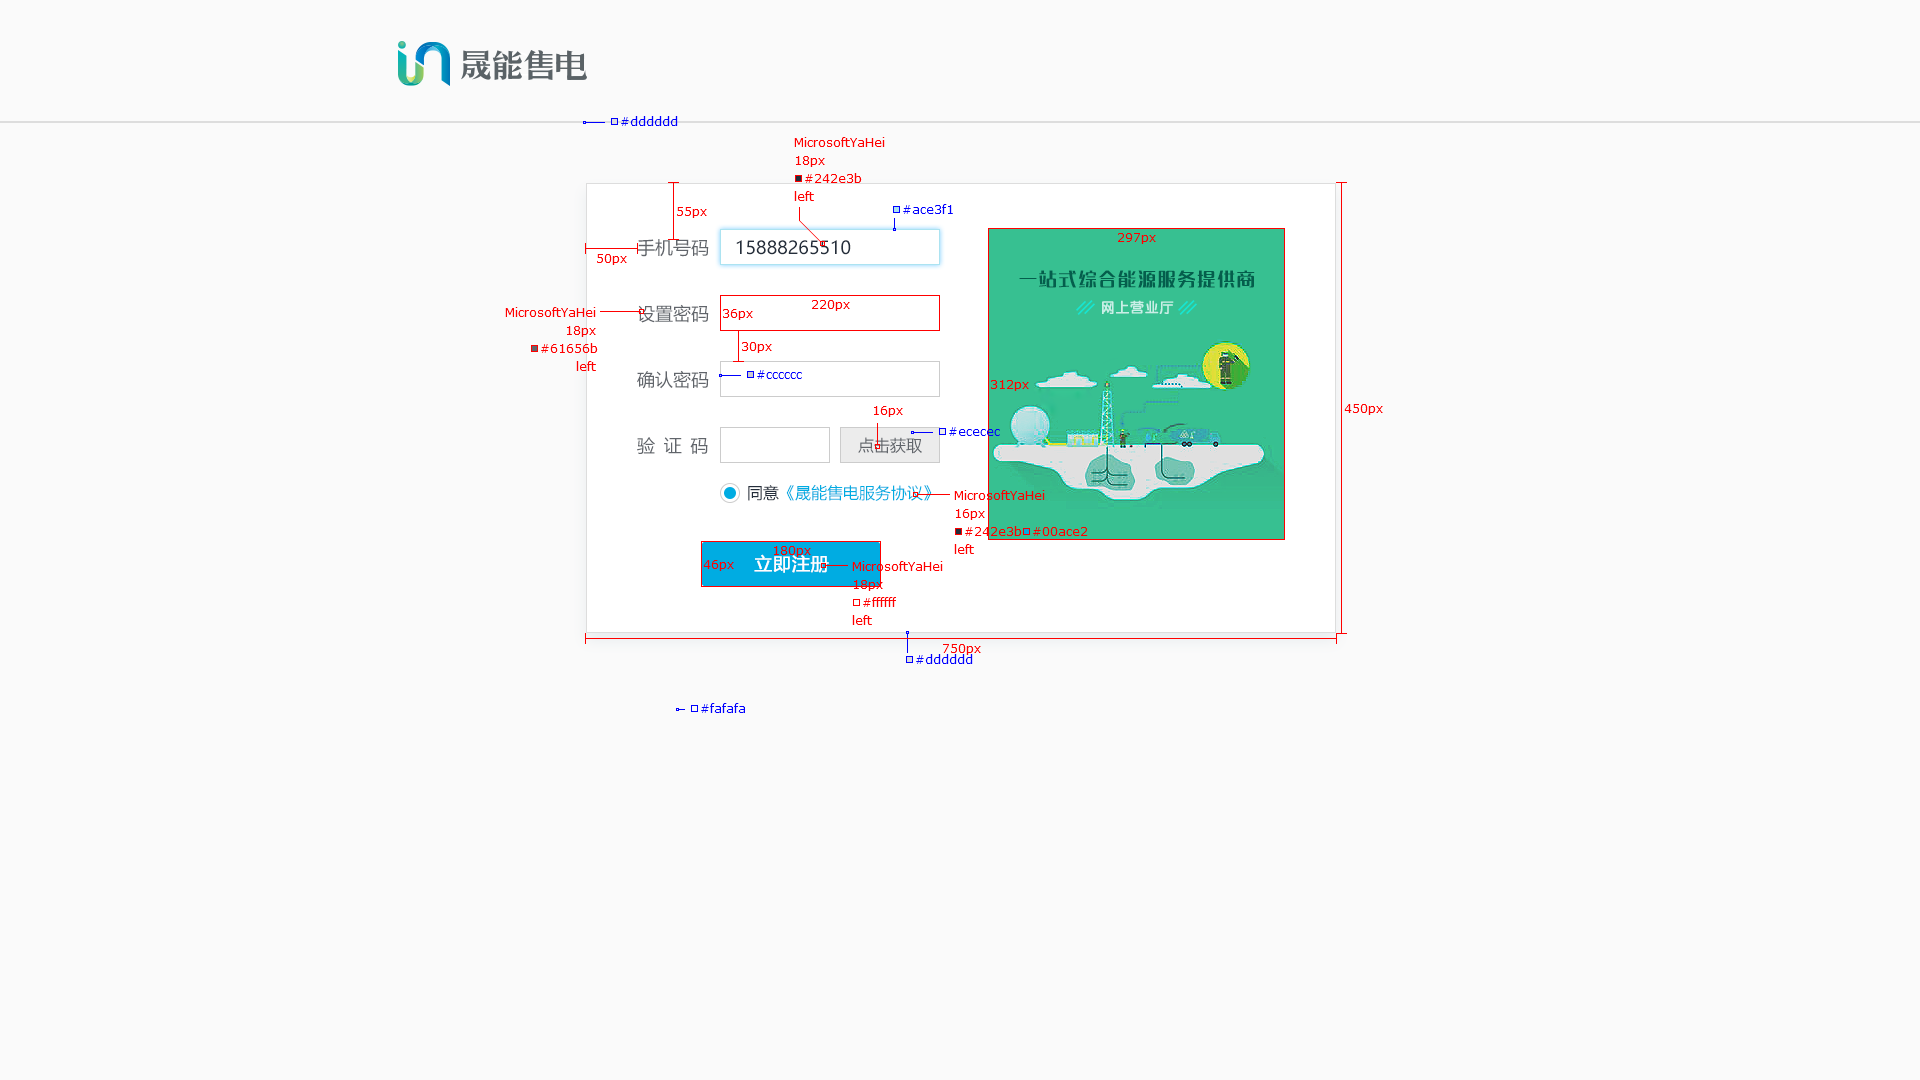 晟能售电
#dddddd
MicrosoftYaHei
18px
#242e3b
left
55px
#ace3f1
手机号码
15888265510
50px
297px
一站式综合能源服务提供商
网上营业厅
MicrosoftYaHei
18px
#61656b
left
设置密码
220px
36px
30px
确认密码
#cccccc
312px
450px
16px
验 证 码
点击获取
#ececec
同意《晟能售电服务协议》
MicrosoftYaHei
16px
#242e3b #00ace2
left
180px
46px
立即注册
MicrosoftYaHei
18px
#ffffff
left
750px
#dddddd
#fafafa